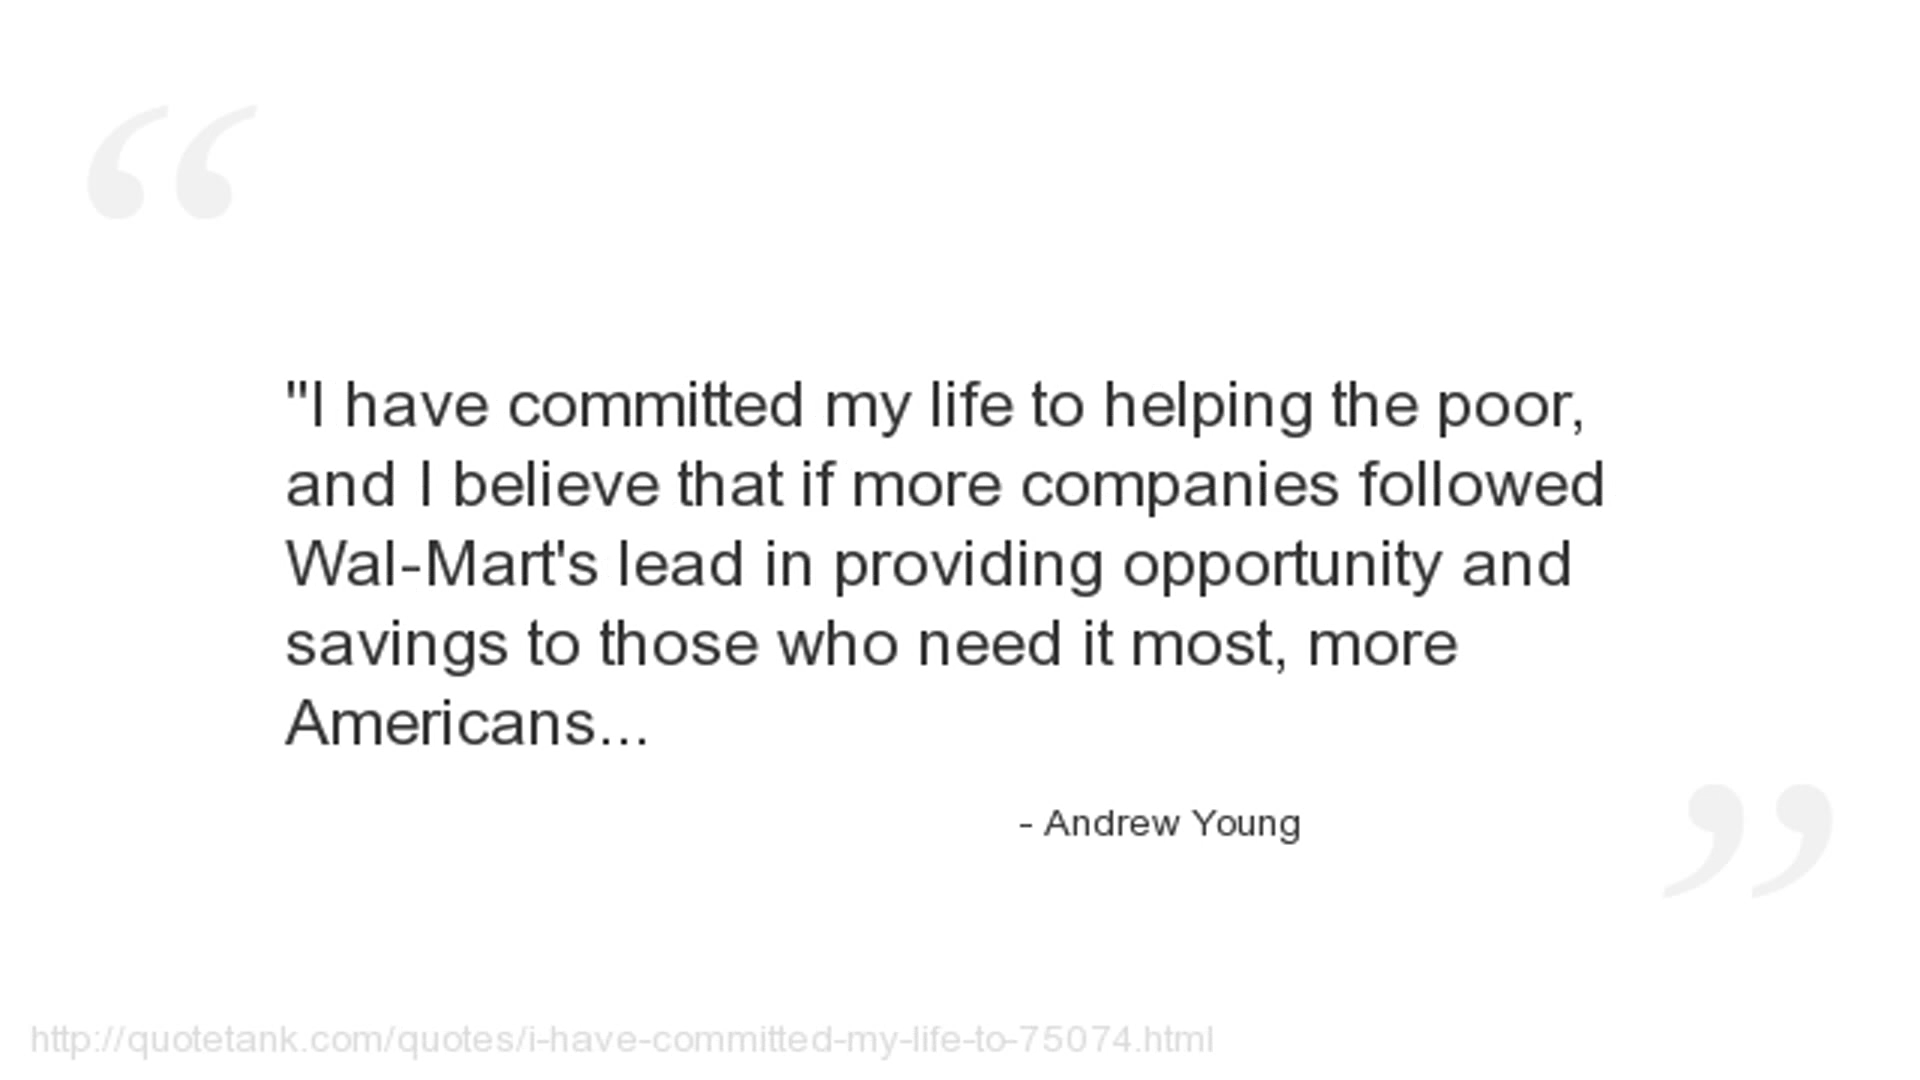 "I have committed my life to helping the poor,
and I believe that if more companies followed
Wal-Mart's lead in providing opportunity and
savings to those who need it most, more
Americans...
- Andrew Young
http://quotetank.com/quotes/i-have-committed-my-life-to-75074.html